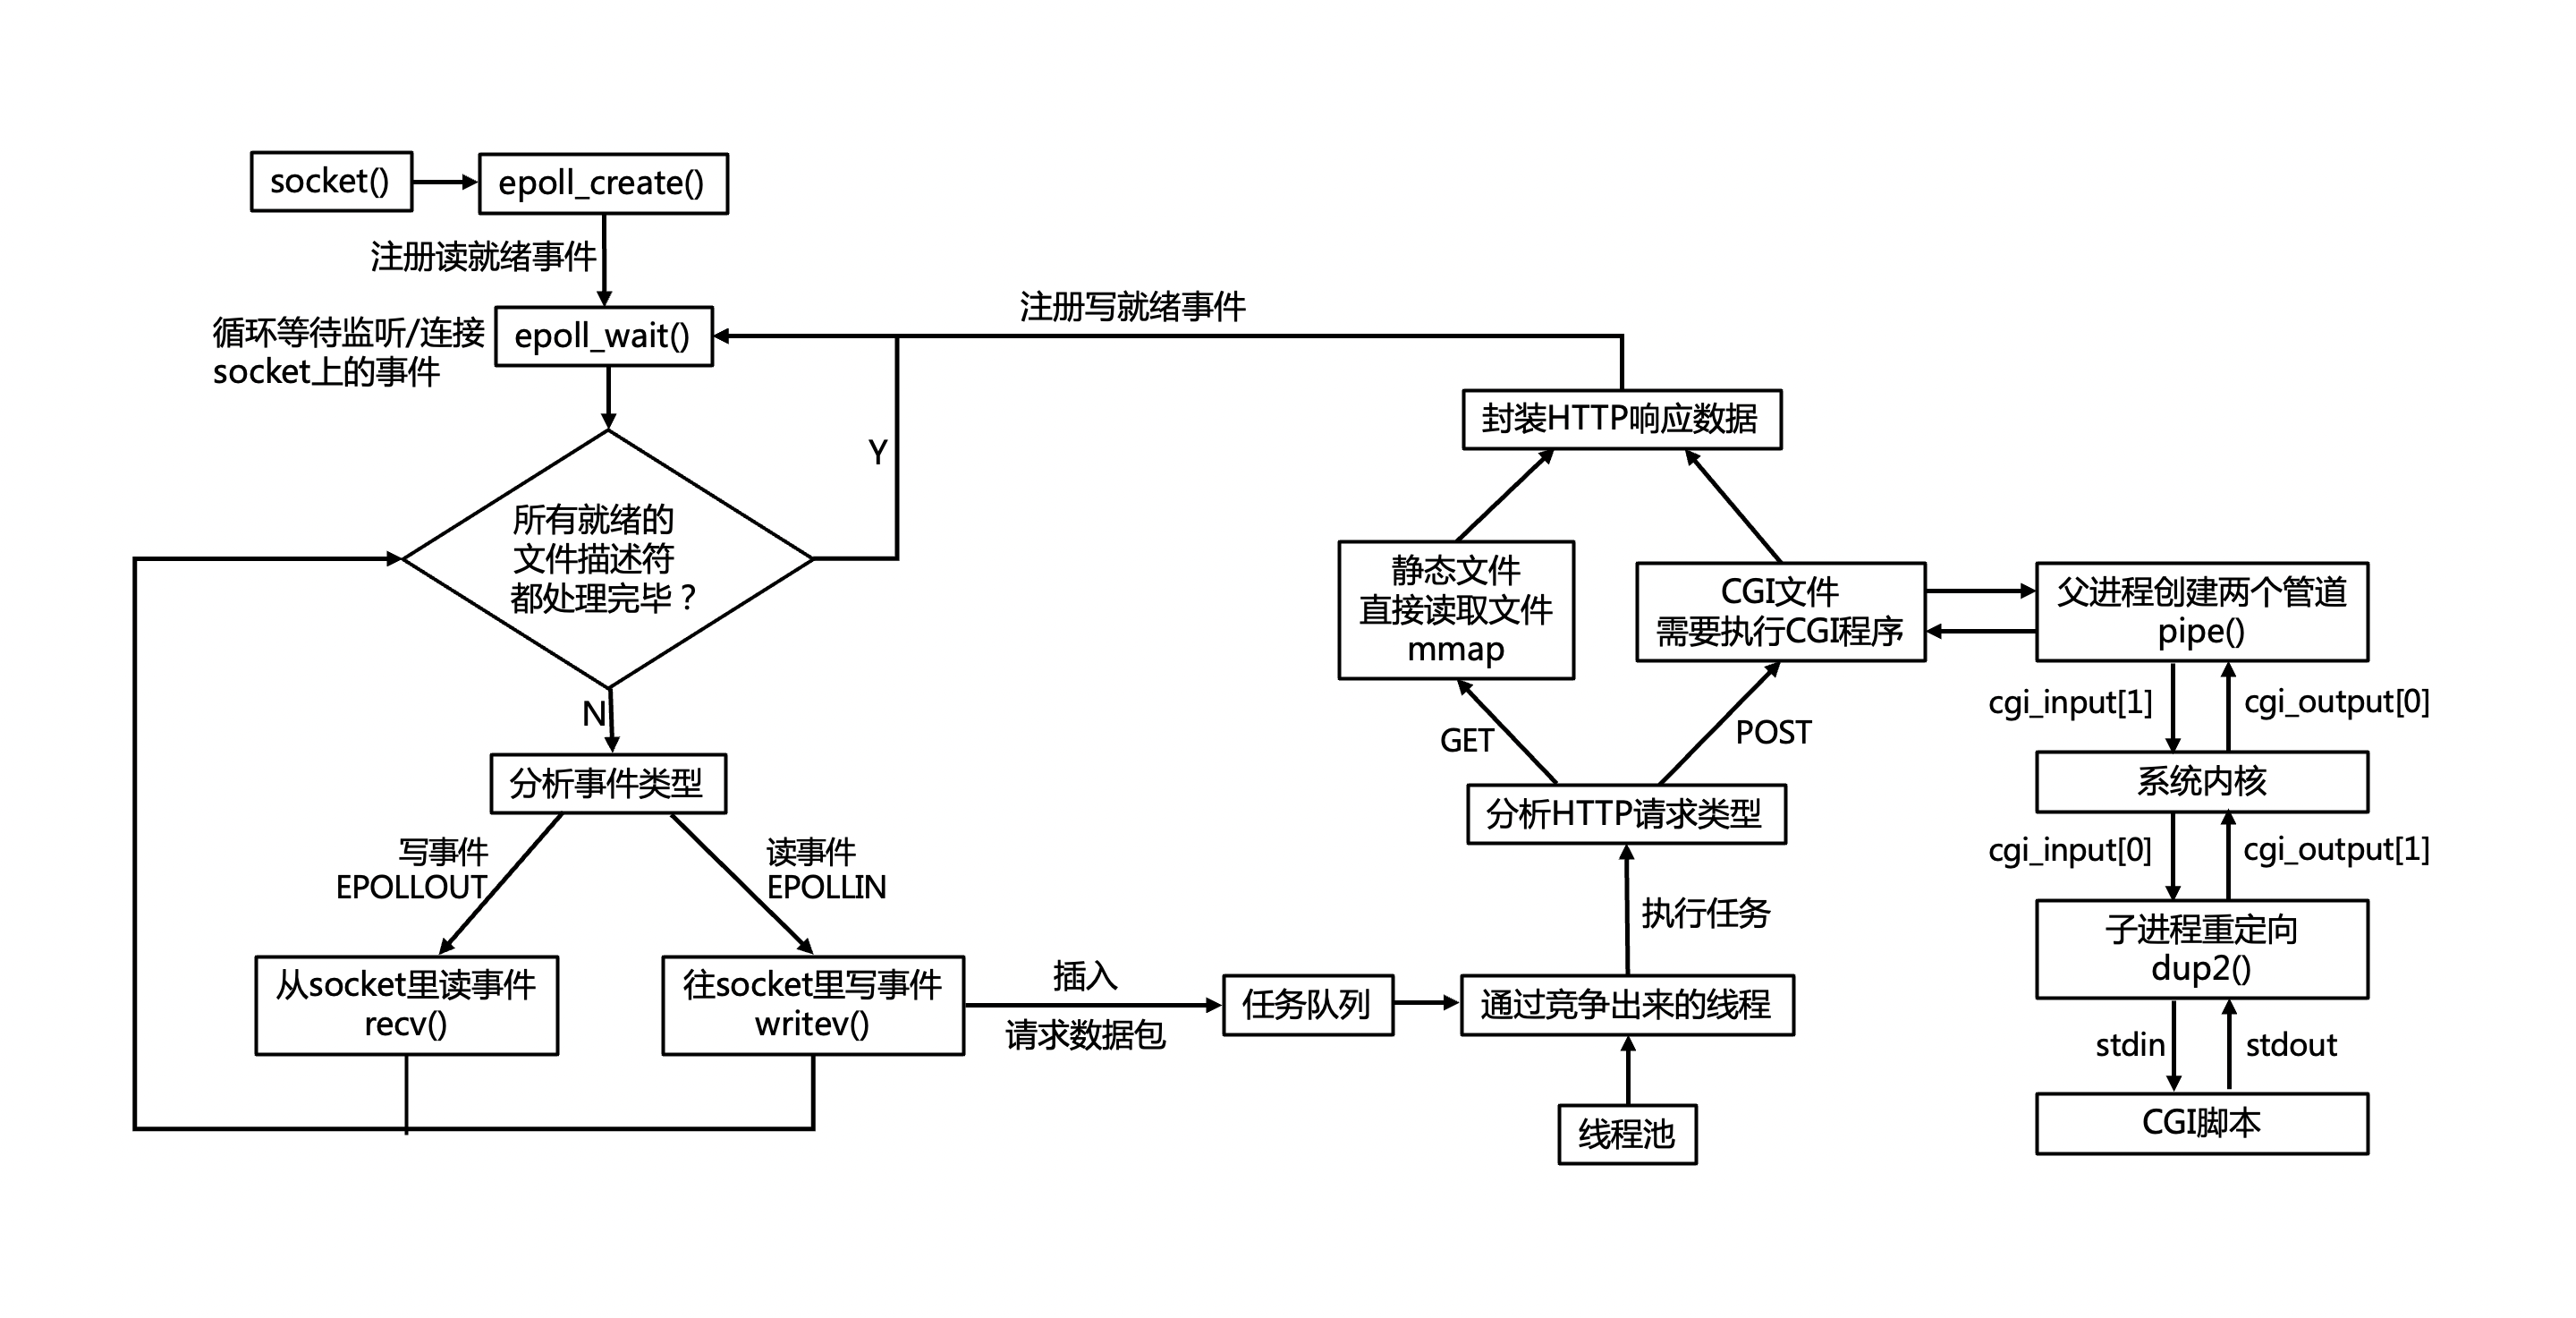 socket()
epoll_create()
注册读就绪事件
循环等待监听/连接
socket上的事件
epoll_wait()
注册写就绪事件
Y
所有就绪的
文件描述符
都处理完毕？
N
分析事件类型
写事件
EPOLLOUT
读事件
EPOLLIN
从socket里读事件
recv()
往socket里写事件
writev()
插入
请求数据包
任务队列
通过竞争出来的线程
线程池
执行任务
分析HTTP请求类型
GET
POST
静态文件
直接读取文件
mmap
CGI文件
需要执行CGI程序
封装HTTP响应数据
父进程创建两个管道
pipe()
cgi_input[1]
cgi_output[0]
系统内核
cgi_input[0]
cgi_output[1]
子进程重定向
dup2()
stdin
stdout
CGI脚本